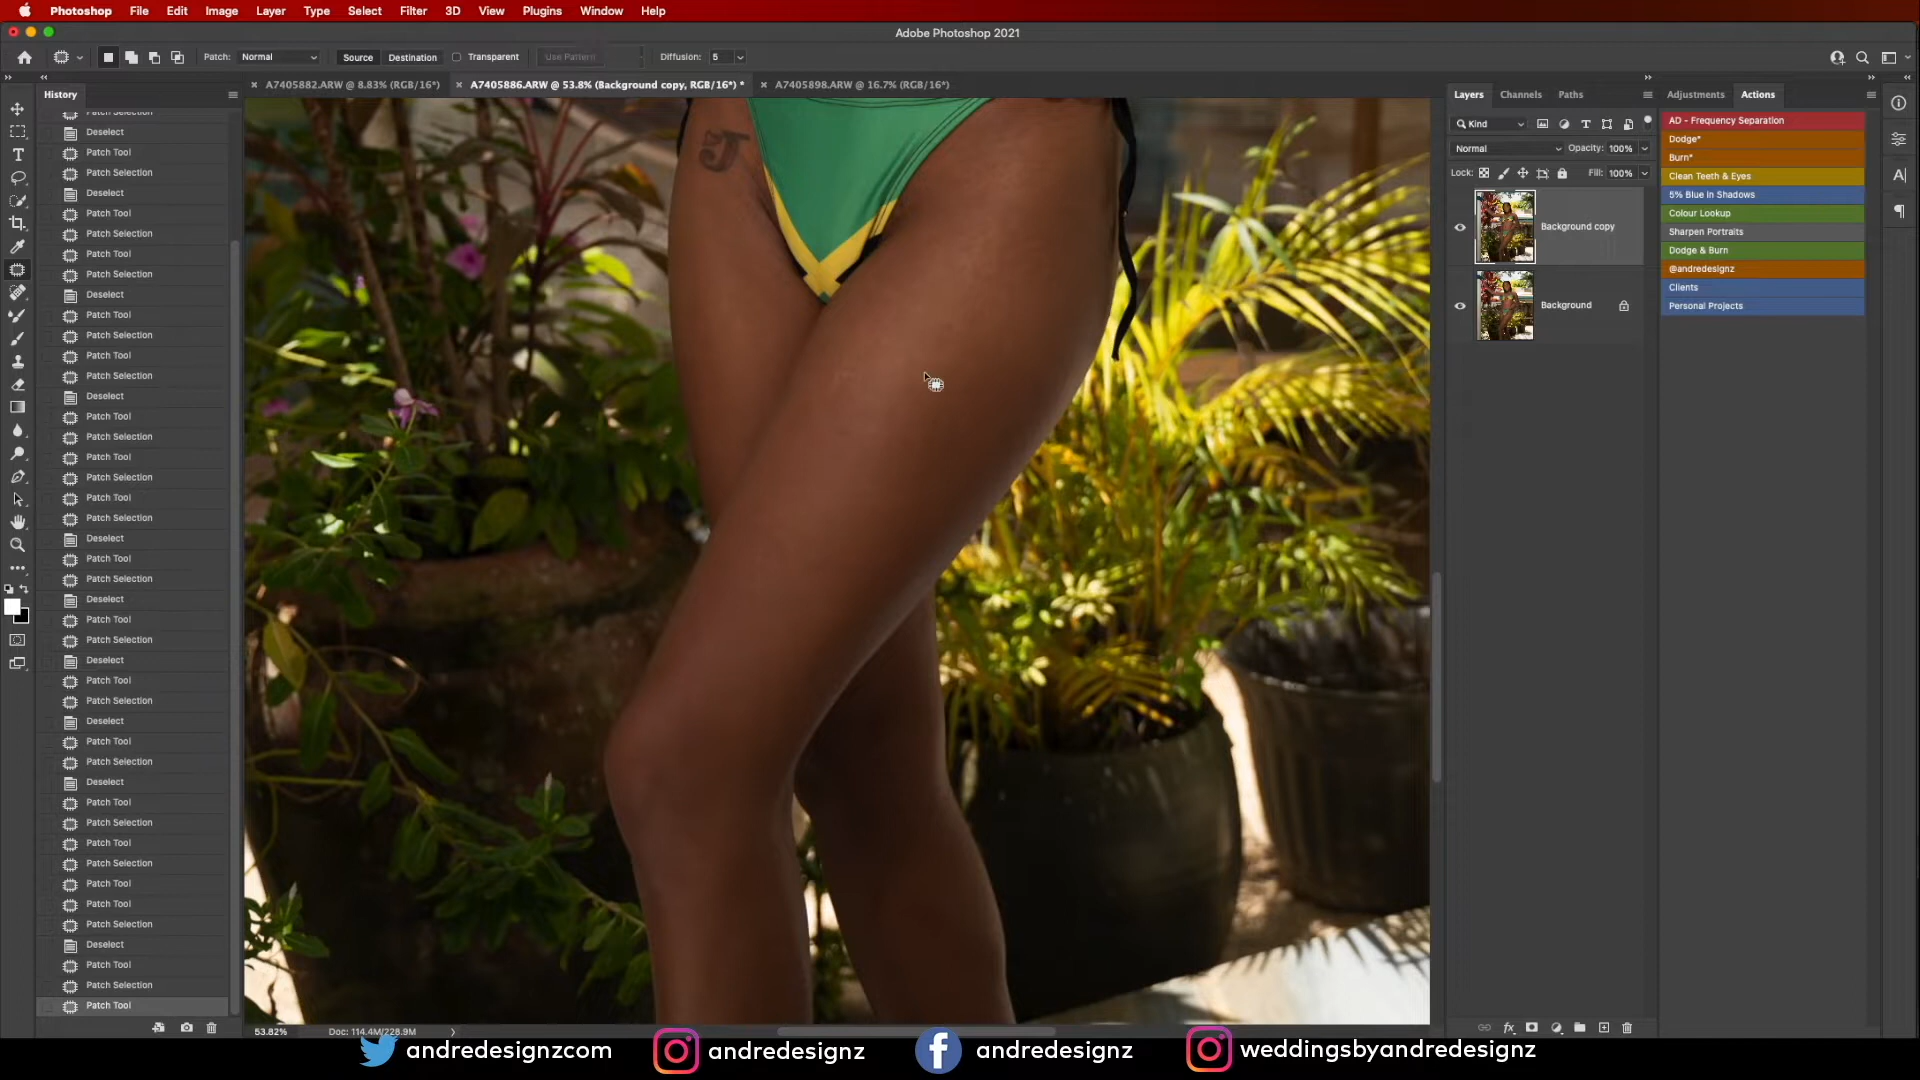 Photoshop File Edit Image Layer Type Select Filter 3D View Plugins Window Help
Adobe Photoshop 2021
Patch: Normal Source Destination Transparent Use Pattern Diffusion: 5
A7405882.ARW @ 8.83% (RGB/16*) A7405886.ARW @ 53.8% (Background copy, RGB/16*) * A7405898.ARW @ 16.7% (RGB/16*)
History
Patch Selection
Deselect
Patch Tool
Patch Selection
Deselect
Patch Tool
Patch Selection
Patch Tool
Patch Selection
Deselect
Patch Tool
Patch Selection
Patch Tool
Patch Selection
Deselect
Patch Tool
Patch Selection
Patch Tool
Patch Selection
Patch Tool
Patch Selection
Deselect
Patch Tool
Patch Selection
Deselect
Patch Tool
Patch Selection
Deselect
Patch Tool
Patch Selection
Deselect
Patch Tool
Patch Selection
Deselect
Patch Tool
Patch Selection
Patch Tool
Patch Selection
Patch Tool
Patch Tool
Patch Selection
Deselect
Patch Tool
Patch Selection
Patch Tool
J
Layers Channels Paths
Kind
Normal Opacity: 100%
Lock: Fill: 100%
Background copy
Background
Adjustments Actions
AD - Frequency Separation
Dodge*
Burn*
Clean Teeth & Eyes
5% Blue In Shadows
Colour Lookup
Sharpen Portraits
Dodge & Burn
@andredesignz
Clients
Personal Projects
53.82% Doc: 114.4M/228.9M
andredesignzcom andredesignz andredesignz weddingsbyandredesignz